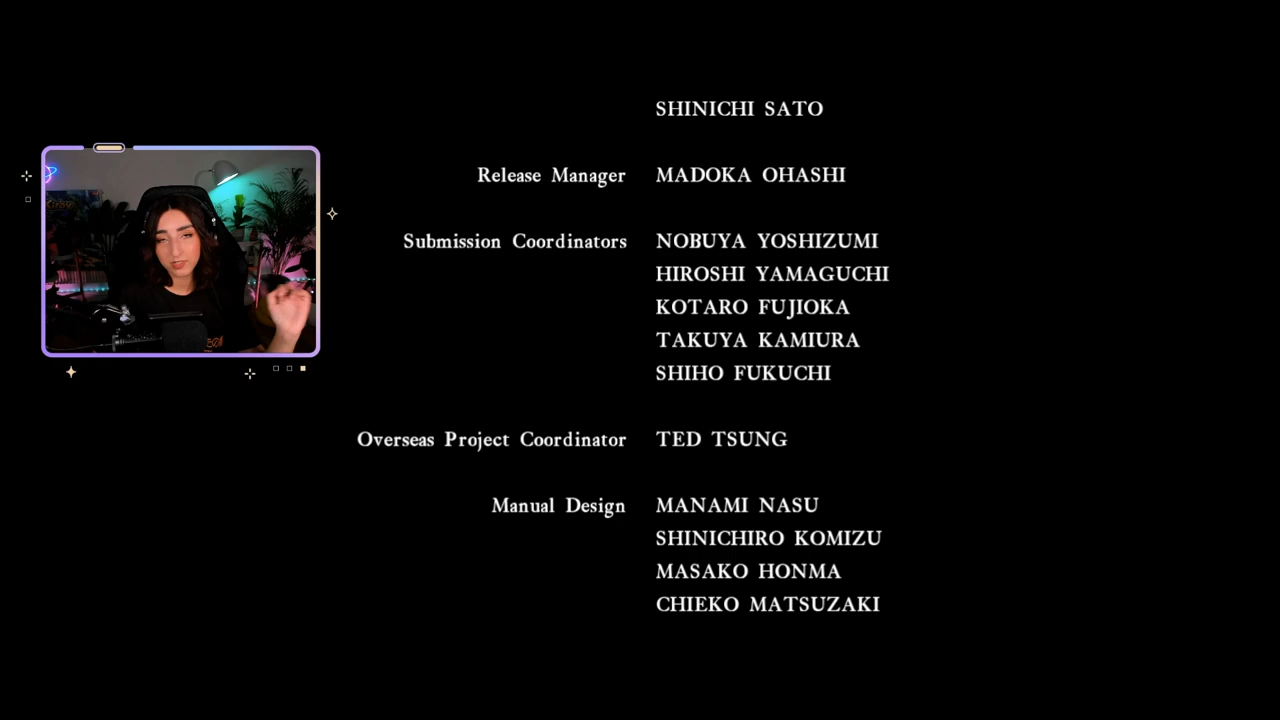 SHINICHI SATO
Release Manager MADOKA OHASHI
Submission Coordinators NOBUYA YOSHIZUMI
HIROSHI YAMAGUCHI
KOTARO FUJIOKA
TAKUYA KAMIURA
SHIHO FUKUCHI
Overseas Project Coordinator TED TSUNG
Manual Design MANAMI NASU
SHINICHIRO KOMIZU
MASAKO HONMA
CHIEKO MATSUZAKI